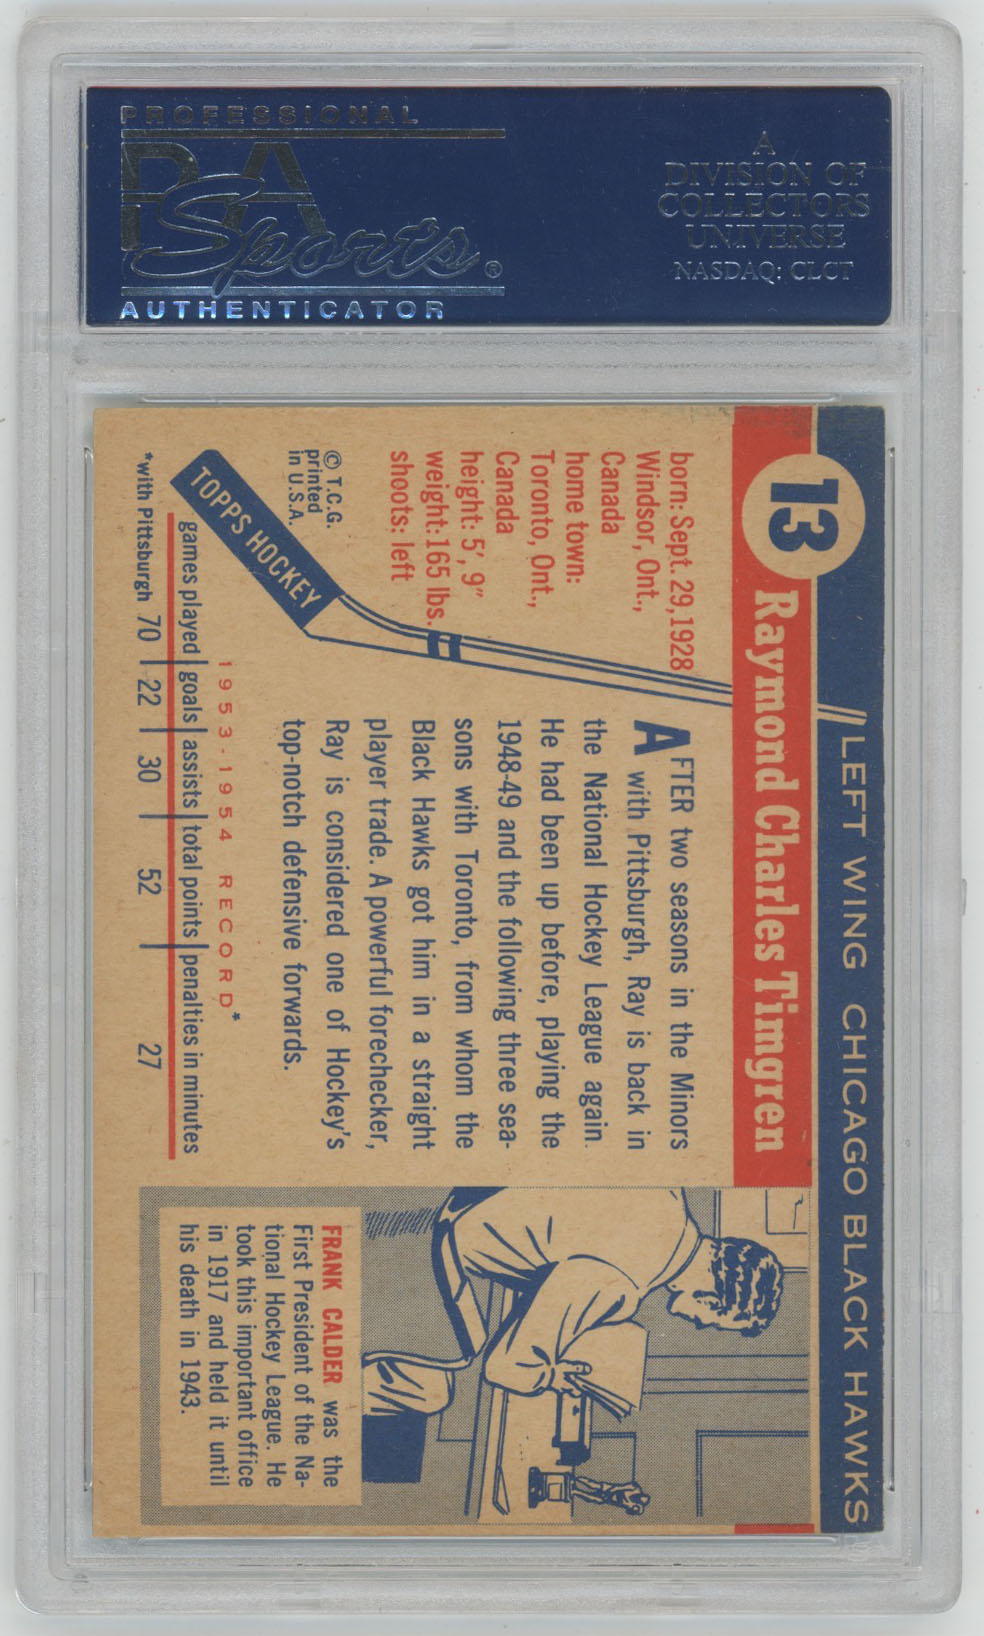 PROFESSIONAL
PSA
Sports®
AUTHENTICATOR
A
DIVISION OF
COLLECTORS
UNIVERSE
NASDAQ: CLCT
LEFT WING CHICAGO BLACK HAWKS
13 Raymond Charles Timgren
born: Sept. 29, 1928
Windsor, Ont.,
Canada
home town:
Toronto, Ont.,
Canada
height: 5', 9"
weight: 165 lbs.
shoots: left
© T.C.G.
printed
in U.S.A.
TOPPS HOCKEY
AFTER two seasons in the Minors
with Pittsburgh, Ray is back in
the National Hockey League again.
He had been up before, playing the
1948-49 and the following three sea-
sons with Toronto, from whom the
Black Hawks got him in a straight
player trade. A powerful forechecker,
Ray is considered one of Hockey's
top-notch defensive forwards.
1953-1954 RECORD*
games played goals assists total points penalties in minutes
*with Pittsburgh 70 22 30 52 27
FRANK CALDER was the
First President of the Na-
tional Hockey League. He
took this important office
in 1917 and held it until
his death in 1943.